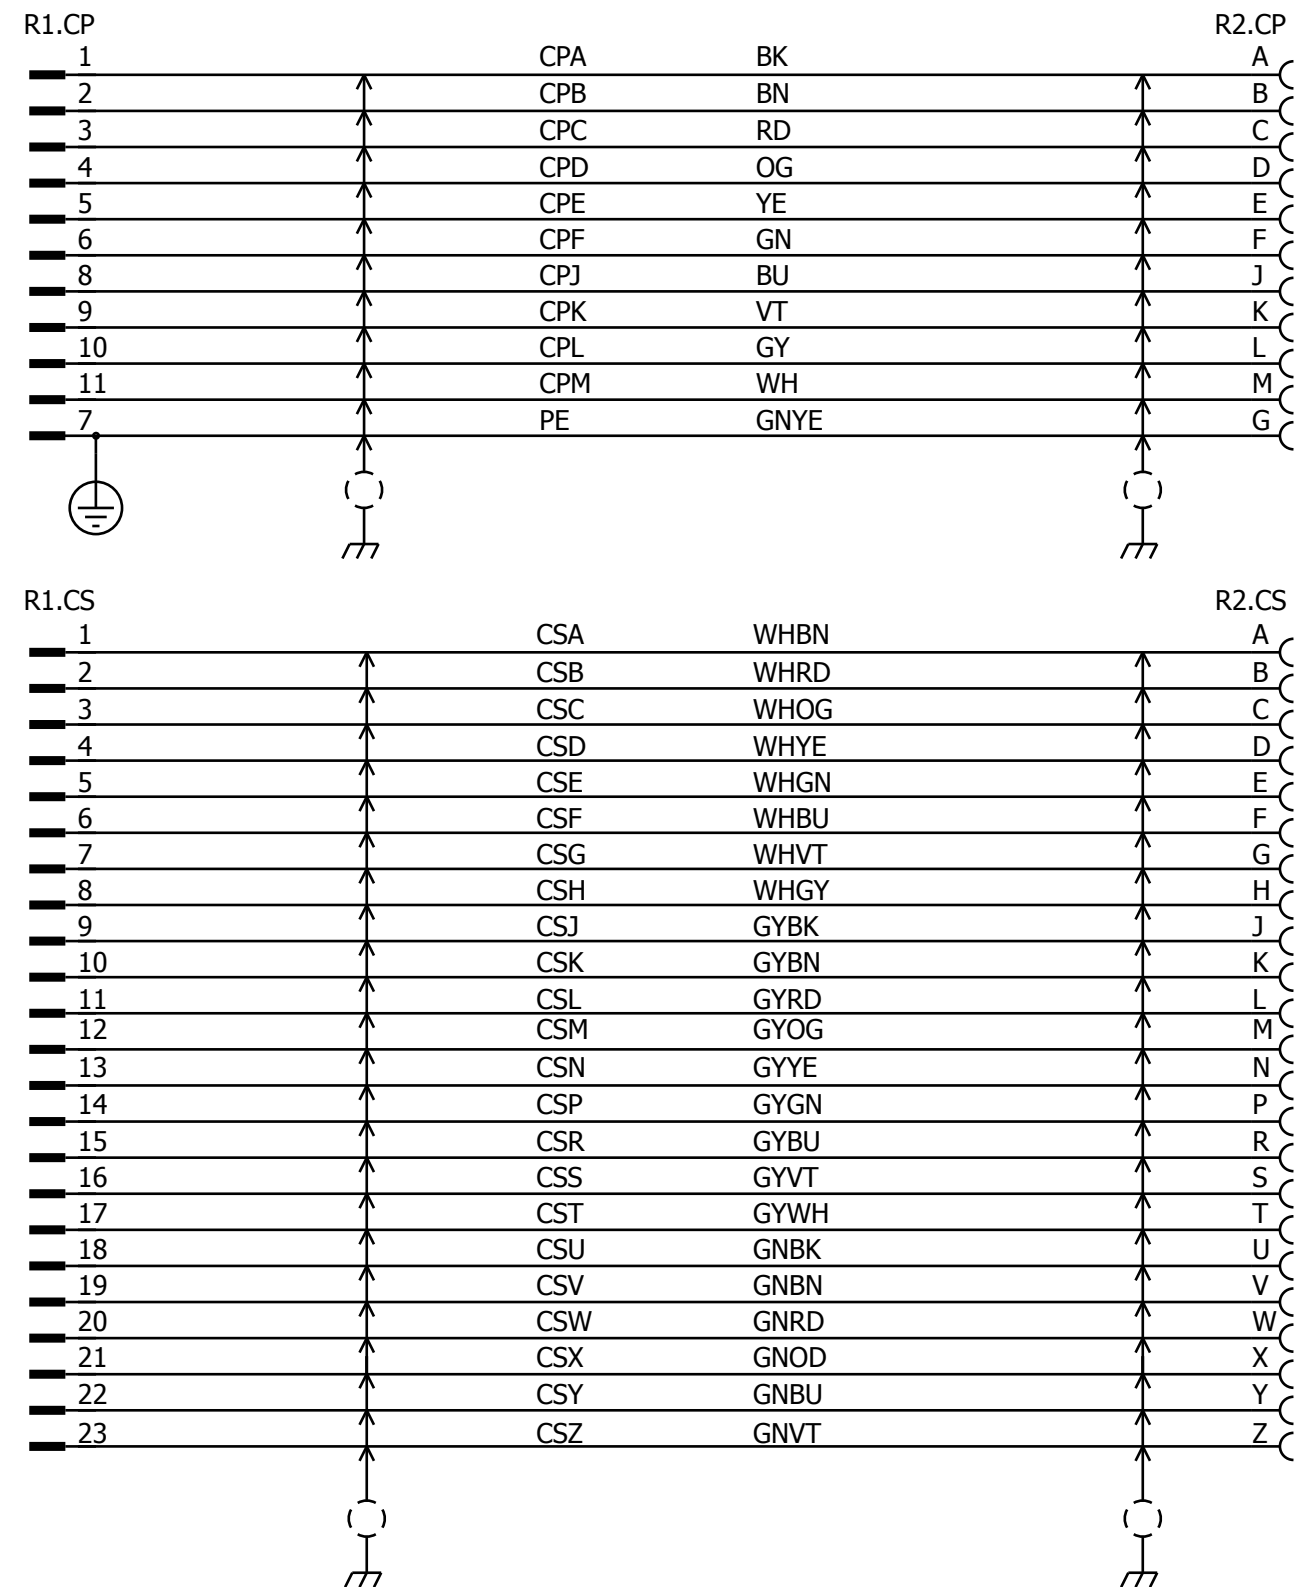 R1.CP R2.CP
1 CPA BK A
2 CPB BN B
3 CPC RD C
4 CPD OG D
5 CPE YE E
6 CPF GN F
8 CPJ BU J
9 CPK VT K
10 CPL GY L
11 CPM WH M
7 PE GNYE G
R1.CS R2.CS
1 CSA WHBN A
2 CSB WHRD B
3 CSC WHOG C
4 CSD WHYE D
5 CSE WHGN E
6 CSF WHBU F
7 CSG WHVT G
8 CSH WHGY H
9 CSJ GYBK J
10 CSK GYBN K
11 CSL GYRD L
12 CSM GYOG M
13 CSN GYYE N
14 CSP GYGN P
15 CSR GYBU R
16 CSS GYVT S
17 CST GYWH T
18 CSU GNBK U
19 CSV GNBN V
20 CSW GNRD W
21 CSX GNOD X
22 CSY GNBU Y
23 CSZ GNVT Z